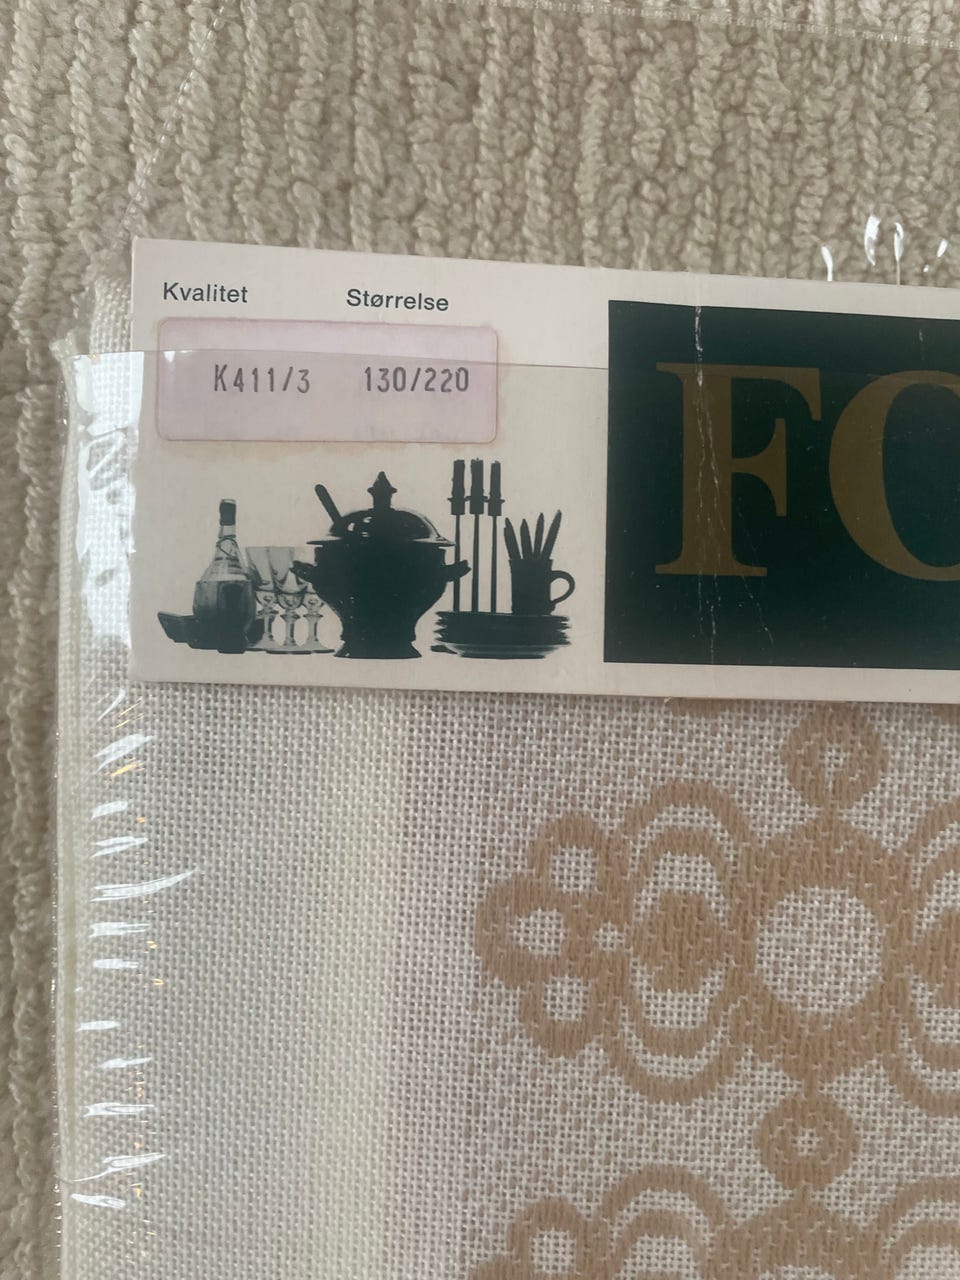 Kvalitet Størrelse
K411/3 130/220
FO